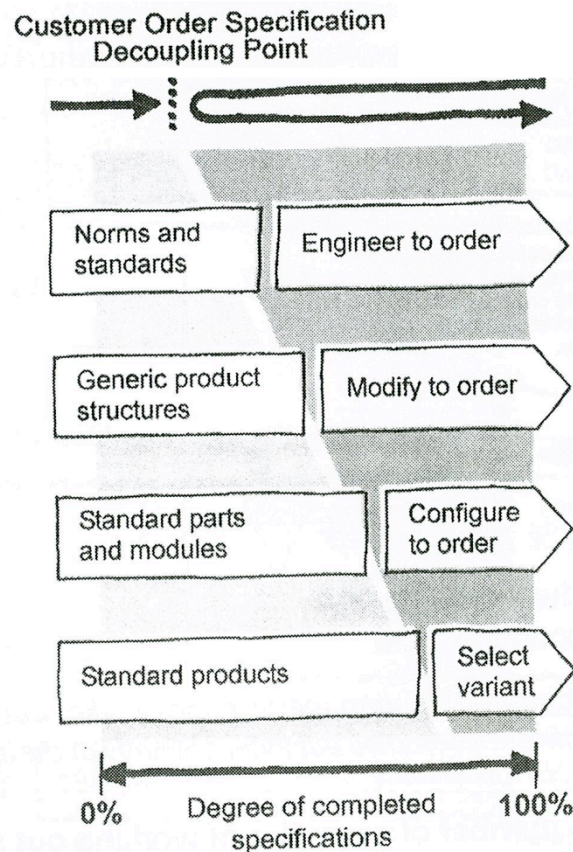 Customer Order Specification
Decoupling Point
Norms and
standards
Engineer to order
Generic product
structures
Modify to order
Standard parts
and modules
Configure
to order
Standard products
Select
variant
0%
Degree of completed
specifications
100%